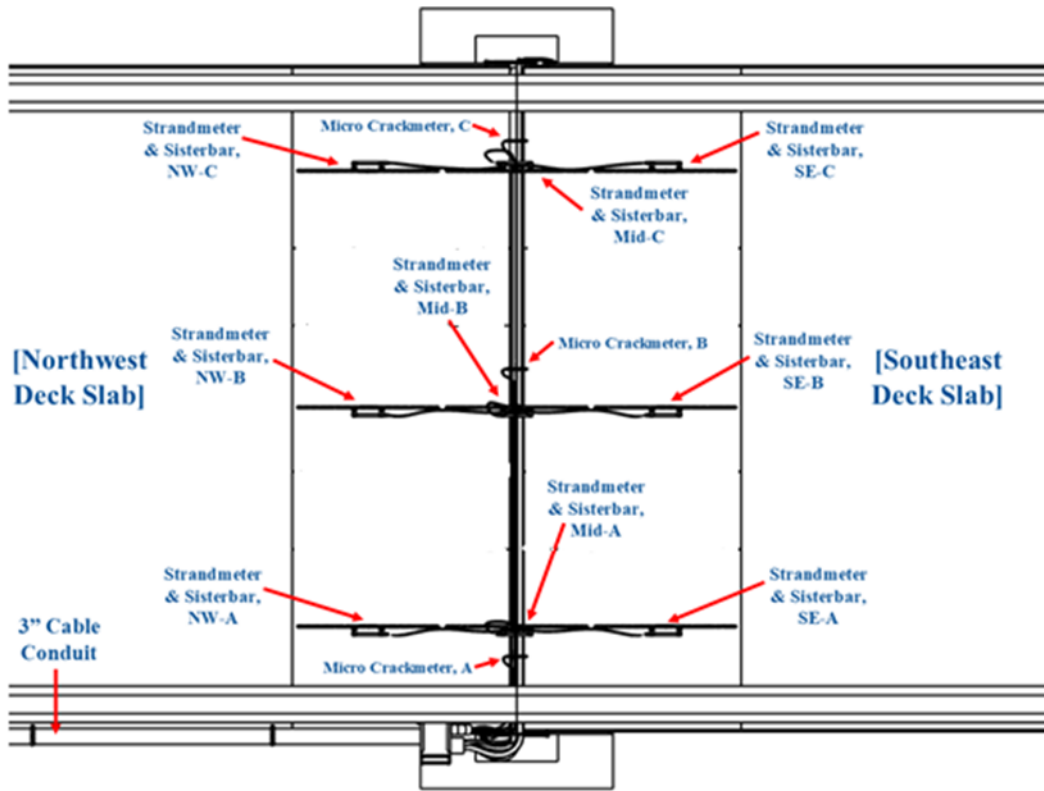 Micro Crackmeter, C
Strandmeter
& Sisterbar,
NW-C
Strandmeter
& Sisterbar,
SE-C
Strandmeter
& Sisterbar,
Mid-C
Strandmeter
& Sisterbar,
Mid-B
Strandmeter
& Sisterbar,
NW-B
Micro Crackmeter, B
Strandmeter
& Sisterbar,
SE-B
[Northwest
Deck Slab]
[Southeast
Deck Slab]
Strandmeter
& Sisterbar,
Mid-A
Strandmeter
& Sisterbar,
NW-A
Strandmeter
& Sisterbar,
SE-A
3” Cable
Conduit
Micro Crackmeter, A